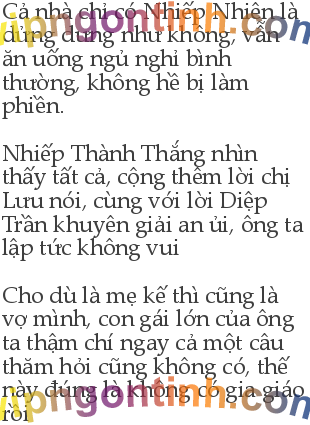 Cả nhà chỉ có Nhiếp Nhiên là
dửng dưng như không, vẫn
ăn uống ngủ nghỉ bình
thường, không hề bị làm
phiền.
Nhiếp Thành Thắng nhìn
thấy tất cả, cộng thêm lời chị
Lưu nói, cùng với lời Diệp
Trần khuyên giải an ủi, ông ta
lập tức không vui
Cho dù là mẹ kế thì cũng là
vợ mình, con gái lớn của ông
ta thậm chí ngay cả một câu
thăm hỏi cũng không có, thế
này đúng là không có gia giáo
rồi
vipngontinh.com
vipngontinh.com